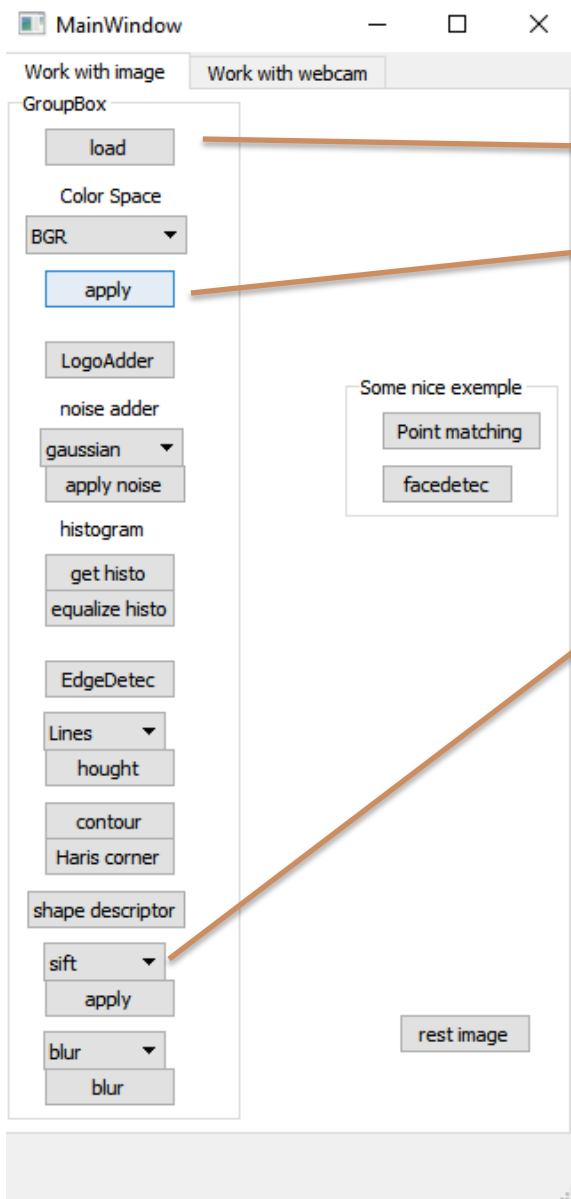 MainWindow
Work with image
Work with webcam
GroupBox
load
Color Space
BGR
apply
LogoAdder
noise adder
gaussian
apply noise
histogram
get histo
equalize histo
EdgeDetec
Lines
hought
contour
Haris corner
shape descriptor
sift
apply
blur
blur
Some nice exemple
Point matching
facedetec
rest image